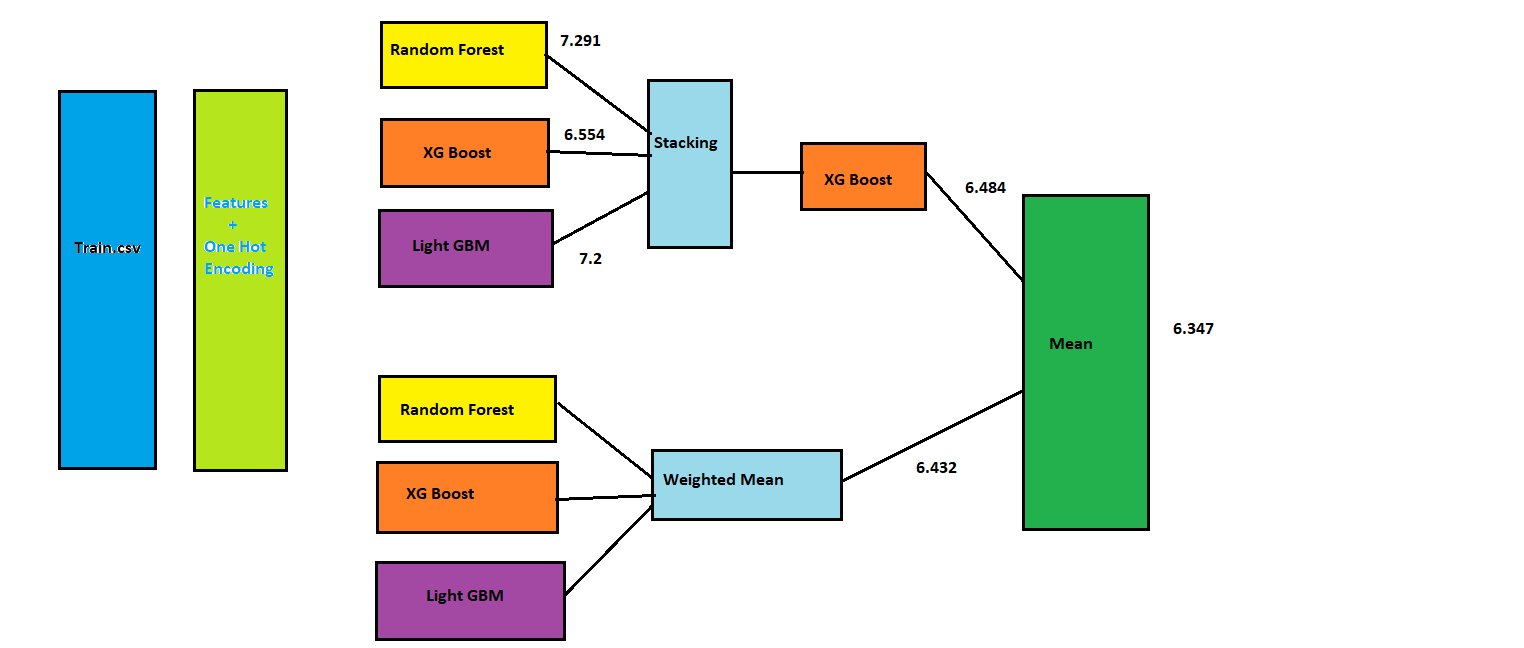 Train.csv
Features
+
One Hot
Encoding
Random Forest
7.291
XG Boost
6.554
Light GBM
7.2
Stacking
XG Boost
6.484
Random Forest
XG Boost
Light GBM
Weighted Mean
6.432
Mean
6.347